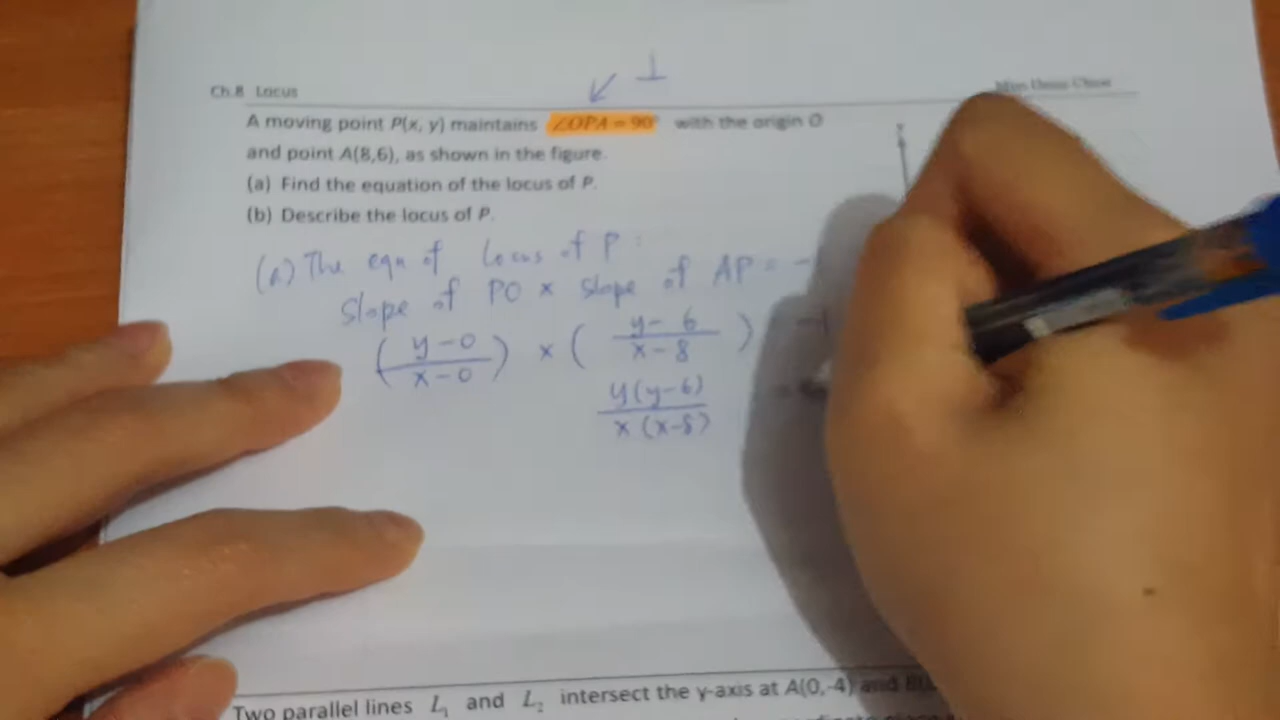 Ch.8 Locus
⊥
A moving point P(x, y) maintains ∠OPA = 90° with the origin O
and point A(8,6), as shown in the figure.
(a) Find the equation of the locus of P.
(b) Describe the locus of P.
y
(a) The eqn of locus of P :
Slope of PO × slope of AP = -
(y-0/x-0) × (y-6/x-8) -1
y(y-6)/x(x-8) =
Two parallel lines L₁ and L₂ intersect the y-axis at A(0,-4) and B(0,